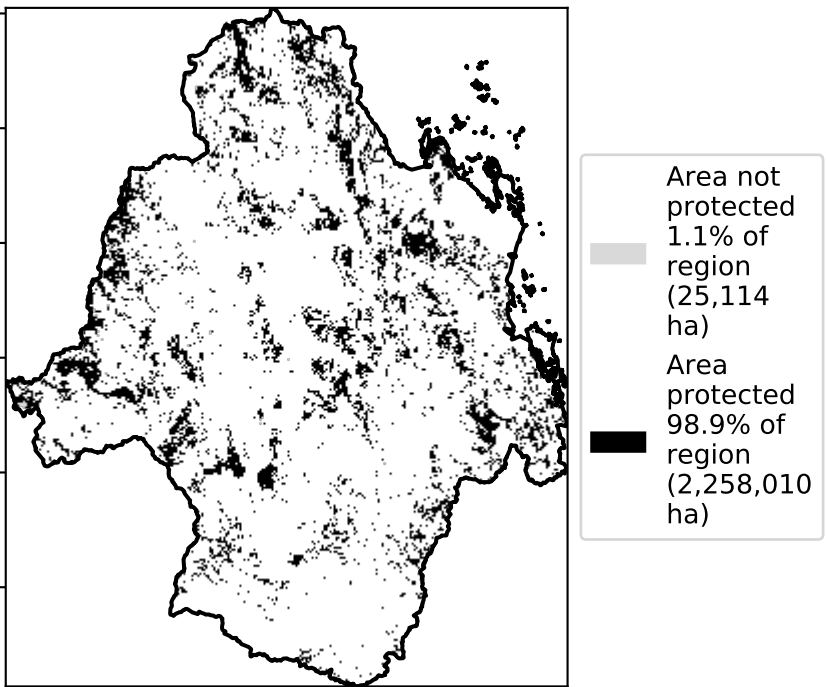 Area not
protected
1.1% of
region
(25,114
ha)
Area
protected
98.9% of
region
(2,258,010
ha)